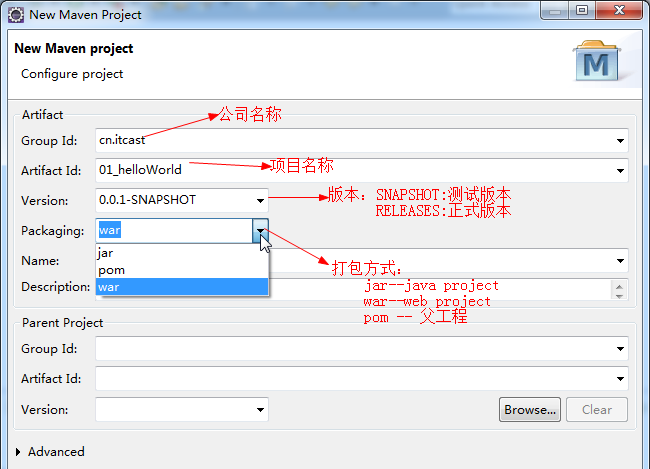 New Maven Project
New Maven project
Configure project
M
Artifact
公司名称
Group Id: cn.itcast
Artifact Id: 01_helloWorld
项目名称
Version: 0.0.1-SNAPSHOT
版本: SNAPSHOT:测试版本
RELEASES:正式版本
Packaging: war
jar
pom
war
Name:
Description:
打包方式:
jar--java project
war--web project
pom -- 父工程
Parent Project
Group Id:
Artifact Id:
Version:
Browse...
Clear
Advanced